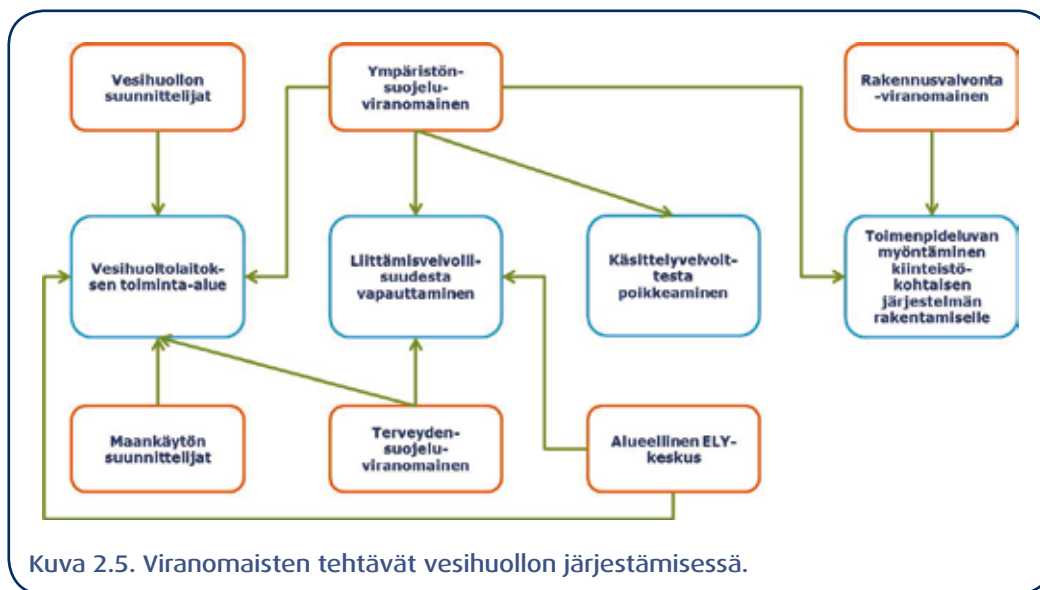 Vesihuollon
suunnittelijat
Ympäristön-
suojelu-
viranomainen
Rakennusvalvonta
-viranomainen
Vesihuoltolaitok-
sen toiminta-alue
Liittämisvelvolli-
suudesta
vapauttaminen
Käsittelyvelvoit-
testa
poikkeaminen
Toimenpideluvan
myöntäminen
kiinteistö-
kohtaisen
järjestelmän
rakentamiselle
Maankäytön
suunnittelijat
Terveyden-
suojelu-
viranomainen
Alueellinen ELY-
keskus
Kuva 2.5. Viranomaisten tehtävät vesihuollon järjestämisessä.